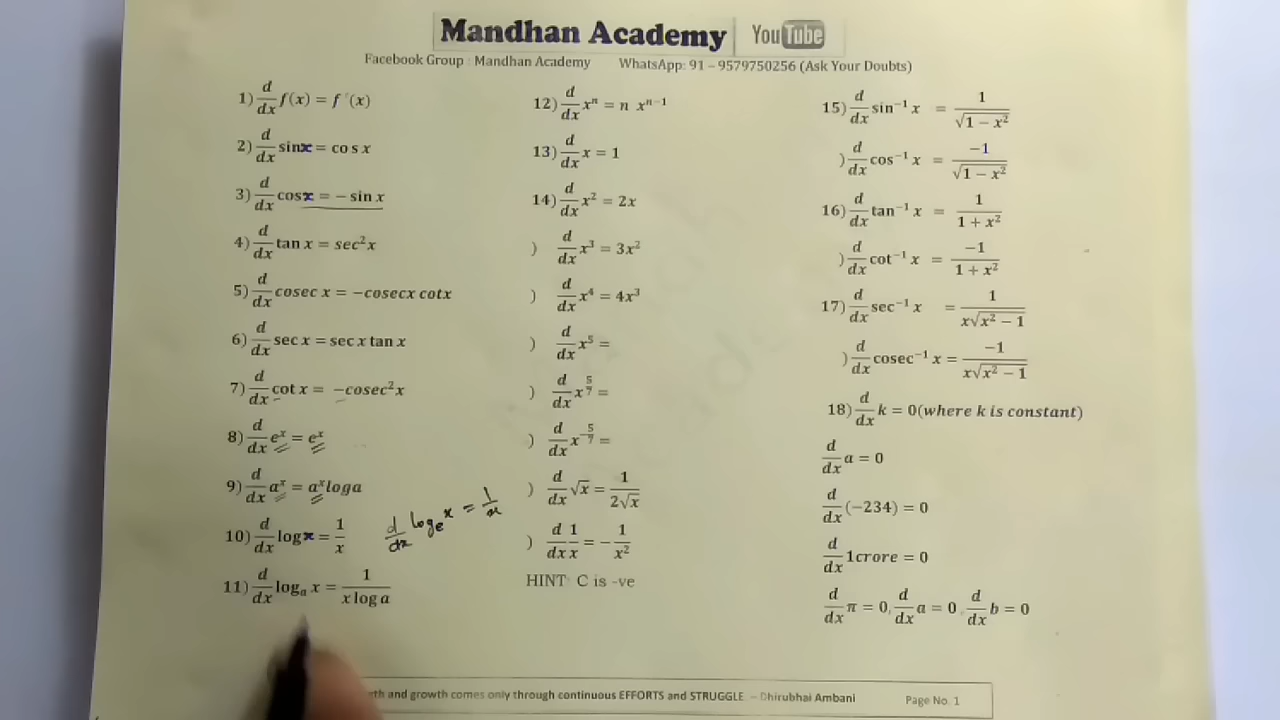 Mandhan Academy YouTube
Facebook Group : Mandhan Academy WhatsApp: 91 – 9579750256 (Ask Your Doubts)
1) d/dx f(x) = f '(x)
2) d/dx sinx = cos x
3) d/dx cosx = − sin x
4) d/dx tan x = sec²x
5) d/dx cosec x = −cosecx cotx
6) d/dx sec x = sec x tan x
7) d/dx cot x = −cosec²x
8) d/dx eˣ = eˣ
9) d/dx aˣ = aˣloga
10) d/dx logx = 1/x
d/dx logₑ x = 1/x
11) d/dx logₐ x = 1/(x log a)
12) d/dx xⁿ = n xⁿ⁻¹
13) d/dx x = 1
14) d/dx x² = 2x
) d/dx x³ = 3x²
) d/dx x⁴ = 4x³
) d/dx x⁵ =
) d/dx x^(5/7) =
) d/dx x^(−5/7) =
) d/dx √x = 1/(2√x)
) d/dx 1/x = −1/x²
HINT: C is -ve
15) d/dx sin⁻¹ x = 1/√(1 − x²)
) d/dx cos⁻¹ x = −1/√(1 − x²)
16) d/dx tan⁻¹ x = 1/(1 + x²)
) d/dx cot⁻¹ x = −1/(1 + x²)
17) d/dx sec⁻¹ x = 1/(x√(x² − 1))
) d/dx cosec⁻¹ x = −1/(x√(x² − 1))
18) d/dx k = 0(where k is constant)
d/dx a = 0
d/dx (−234) = 0
d/dx 1crore = 0
d/dx π = 0, d/dx a = 0, d/dx b = 0
and growth comes only through continuous EFFORTS and STRUGGLE. – Dhirubhai Ambani Page No. 1